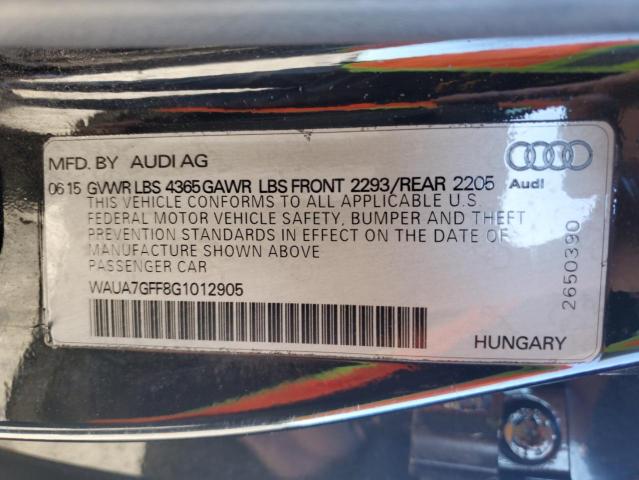 MFD. BY AUDI AG
0615 GVWR LBS 4365 GAWR LBS FRONT 2293/REAR 2205
THIS VEHICLE CONFORMS TO ALL APPLICABLE U.S.
FEDERAL MOTOR VEHICLE SAFETY, BUMPER AND THEFT
PREVENTION STANDARDS IN EFFECT ON THE DATE OF
MANUFACTURE SHOWN ABOVE
PASSENGER CAR
WAUA7GFF8G1012905
Audi
2650390
HUNGARY